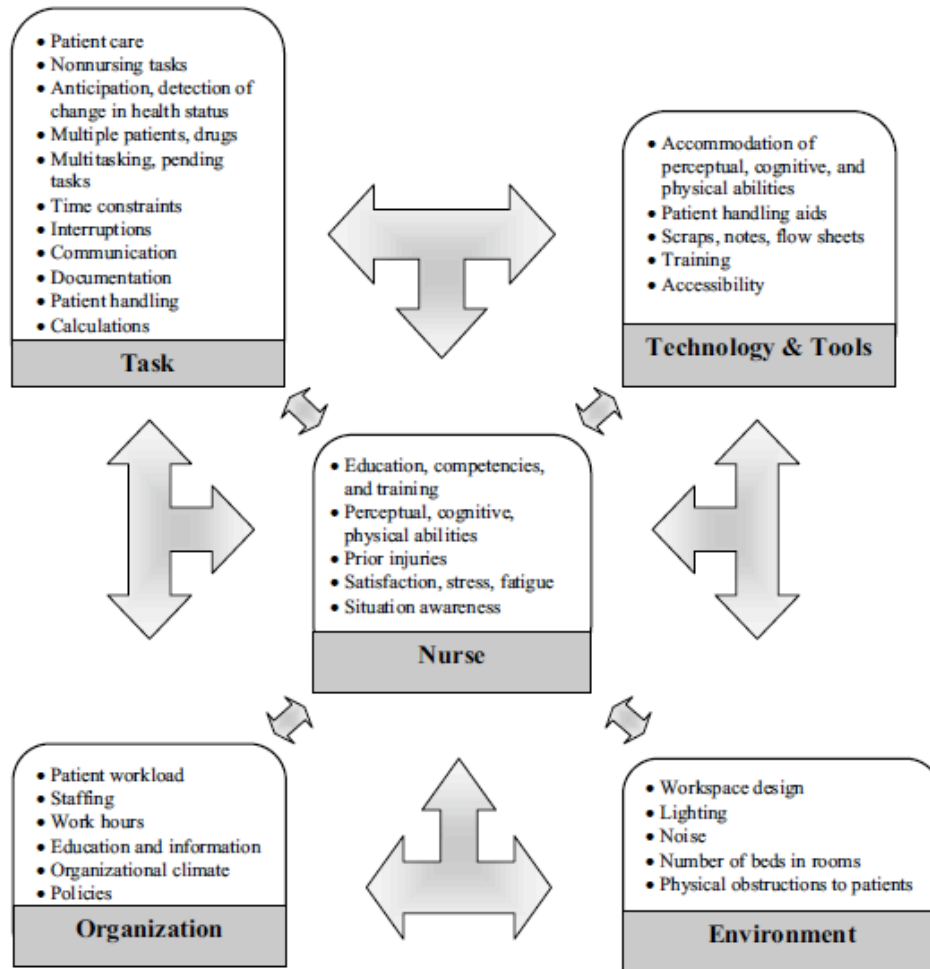 • Patient care
• Nonnursing tasks
• Anticipation, detection of
change in health status
• Multiple patients, drugs
• Multitasking, pending
tasks
• Time constraints
• Interruptions
• Communication
• Documentation
• Patient handling
• Calculations
Task
• Accommodation of
perceptual, cognitive, and
physical abilities
• Patient handling aids
• Scraps, notes, flow sheets
• Training
• Accessibility
Technology & Tools
• Education, competencies,
and training
• Perceptual, cognitive,
physical abilities
• Prior injuries
• Satisfaction, stress, fatigue
• Situation awareness
Nurse
• Patient workload
• Staffing
• Work hours
• Education and information
• Organizational climate
• Policies
Organization
• Workspace design
• Lighting
• Noise
• Number of beds in rooms
• Physical obstructions to patients
Environment